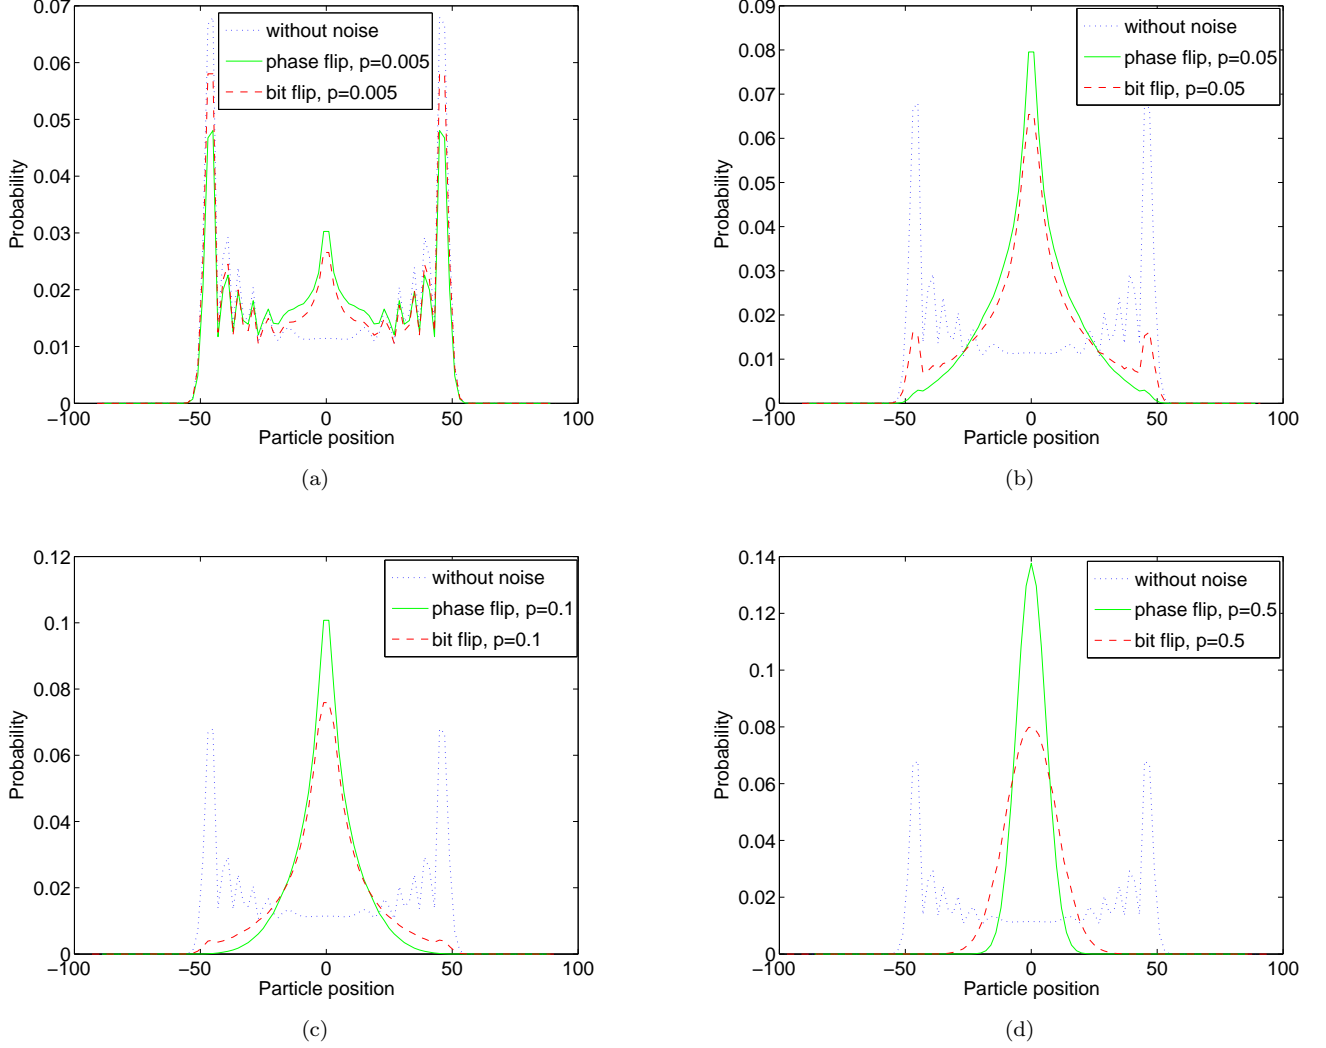 0.07
0.06
0.05
0.04
0.03
0.02
0.01
0
−100
−50
0
50
100
Probability
Particle position
without noise
phase flip, p=0.005
bit flip, p=0.005
(a)
0.09
0.08
0.07
0.06
0.05
0.04
0.03
0.02
0.01
0
−100
−50
0
50
100
Probability
Particle position
without noise
phase flip, p=0.05
bit flip, p=0.05
(b)
0.12
0.1
0.08
0.06
0.04
0.02
0
−100
−50
0
50
100
Probability
Particle position
without noise
phase flip, p=0.1
bit flip, p=0.1
(c)
0.14
0.12
0.1
0.08
0.06
0.04
0.02
0
−100
−50
0
50
100
Probability
Particle position
without noise
phase flip, p=0.5
bit flip, p=0.5
(d)